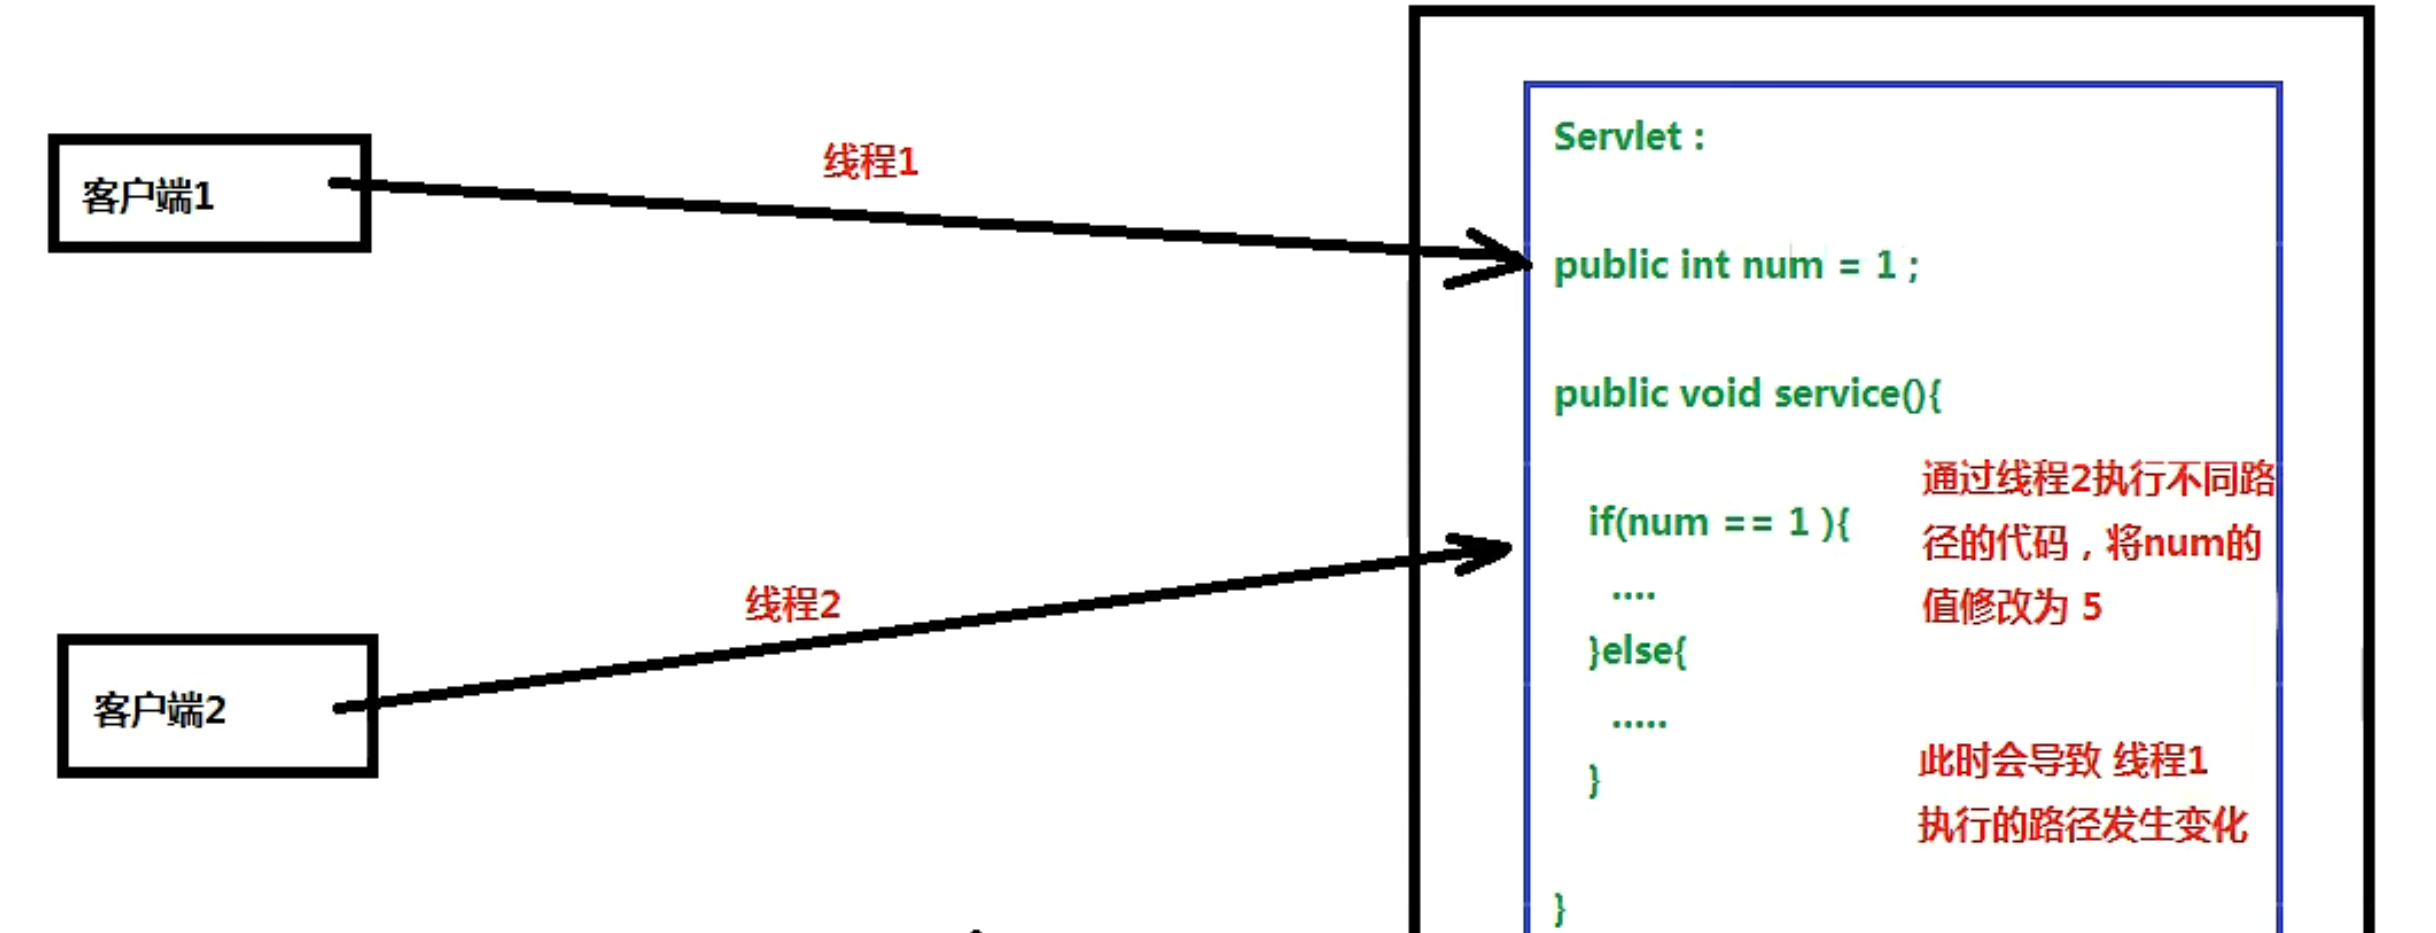 客户端1
线程1
客户端2
线程2
Servlet :
public int num = 1 ;
public void service(){
if(num == 1 ){
....
}else{
.....
}
}
通过线程2执行不同路
径的代码，将num的
值修改为 5
此时会导致 线程1
执行的路径发生变化